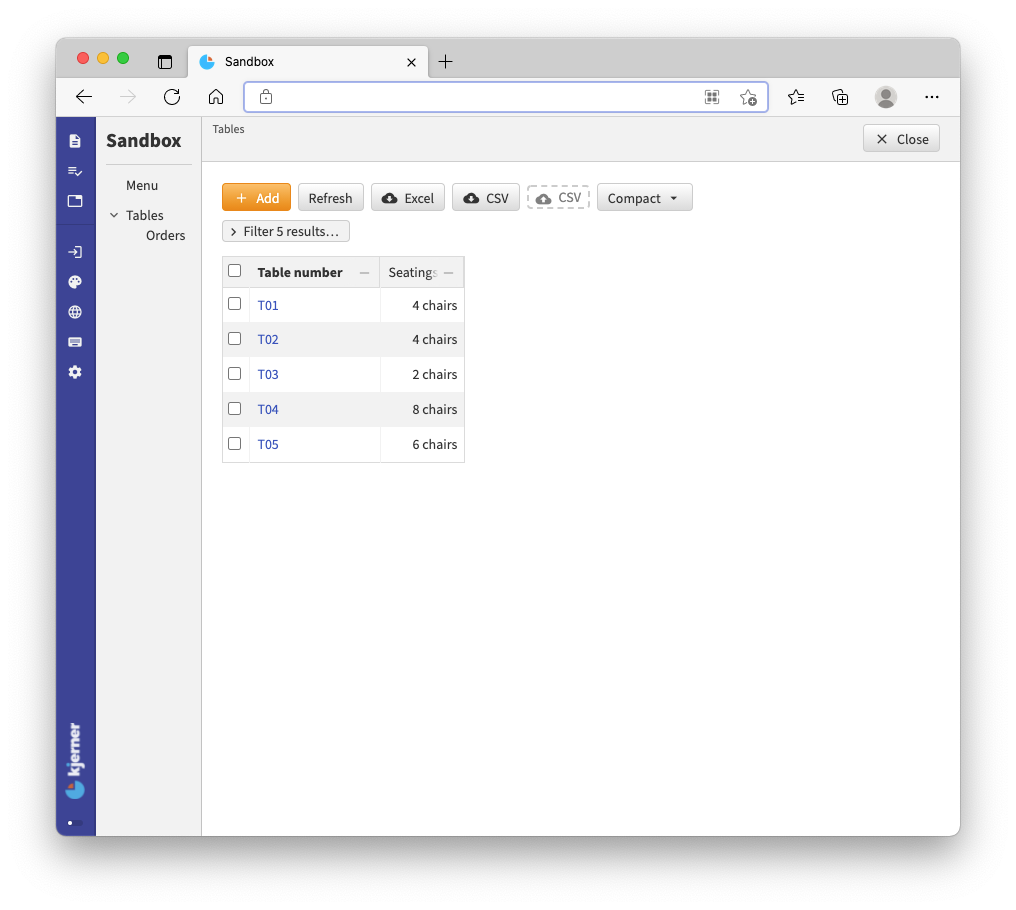 Sandbox
Sandbox
Tables
Close
Menu
Tables
Orders
Add Refresh Excel CSV CSV Compact
Filter 5 results…
Table number Seatings
T01 4 chairs
T02 4 chairs
T03 2 chairs
T04 8 chairs
T05 6 chairs
kjerner